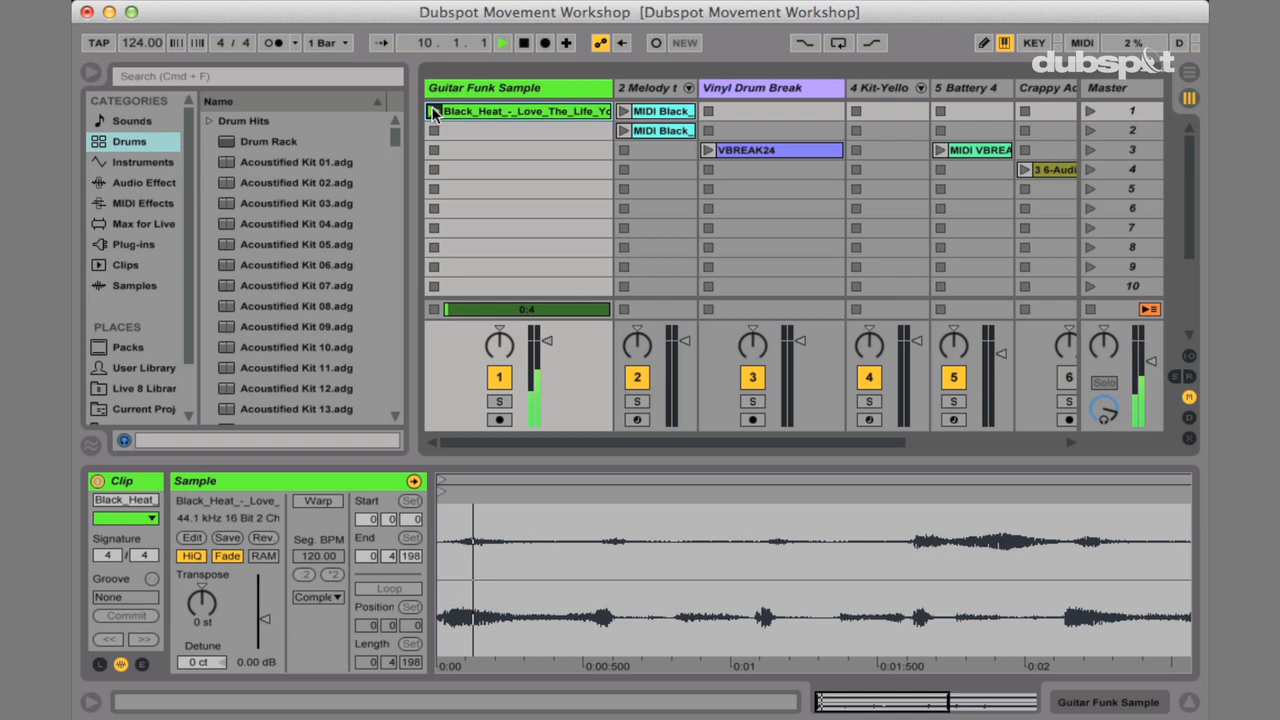 Dubspot Movement Workshop [Dubspot Movement Workshop]
TAP 124.00 4 / 4 1 Bar 10. 1. 1 NEW KEY MIDI 2 % D
dubspot
Search (Cmd + F)
CATEGORIES
Sounds
Drums
Instruments
Audio Effect
MIDI Effects
Max for Live
Plug-ins
Clips
Samples
PLACES
Packs
User Library
Live 8 Librar
Current Proj
Name
Drum Hits
Drum Rack
Acoustified Kit 01.adg
Acoustified Kit 02.adg
Acoustified Kit 03.adg
Acoustified Kit 04.adg
Acoustified Kit 05.adg
Acoustified Kit 06.adg
Acoustified Kit 07.adg
Acoustified Kit 08.adg
Acoustified Kit 09.adg
Acoustified Kit 10.adg
Acoustified Kit 11.adg
Acoustified Kit 12.adg
Acoustified Kit 13.adg
Guitar Funk Sample 2 Melody t Vinyl Drum Break 4 Kit-Yello 5 Battery 4 Crappy Ac Master
Black_Heat_-_Love_The_Life_Yo MIDI Black_ 1
MIDI Black_ 2
VBREAK24 MIDI VBREA 3
3 6-Audi 4
5
6
7
8
9
10
0:4
1 2 3 4 5 6 Solo
S S S S S S
S R
M
Clip
Black_Heat_
Signature
4 / 4
Groove
None
Commit
<< >>
L E
Sample
Black_Heat_-_Love_
44.1 kHz 16 Bit 2 Ch
Edit Save Rev.
HiQ Fade RAM
Transpose
0 st
Detune
0 ct 0.00 dB
Warp
Seg. BPM
120.00
:2 *2
Comple
Start Set
0 0 0
End Set
0 4 198
Loop
Position Set
0 0 0
Length Set
0 4 198
0:00 0:00:500 0:01 0:01:500 0:02
Guitar Funk Sample